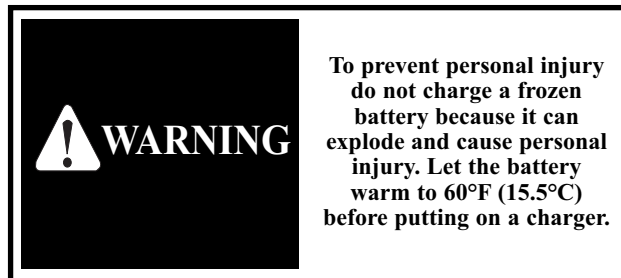 WARNING
To prevent personal injury
do not charge a frozen
battery because it can
explode and cause personal
injury. Let the battery
warm to 60°F (15.5°C)
before putting on a charger.